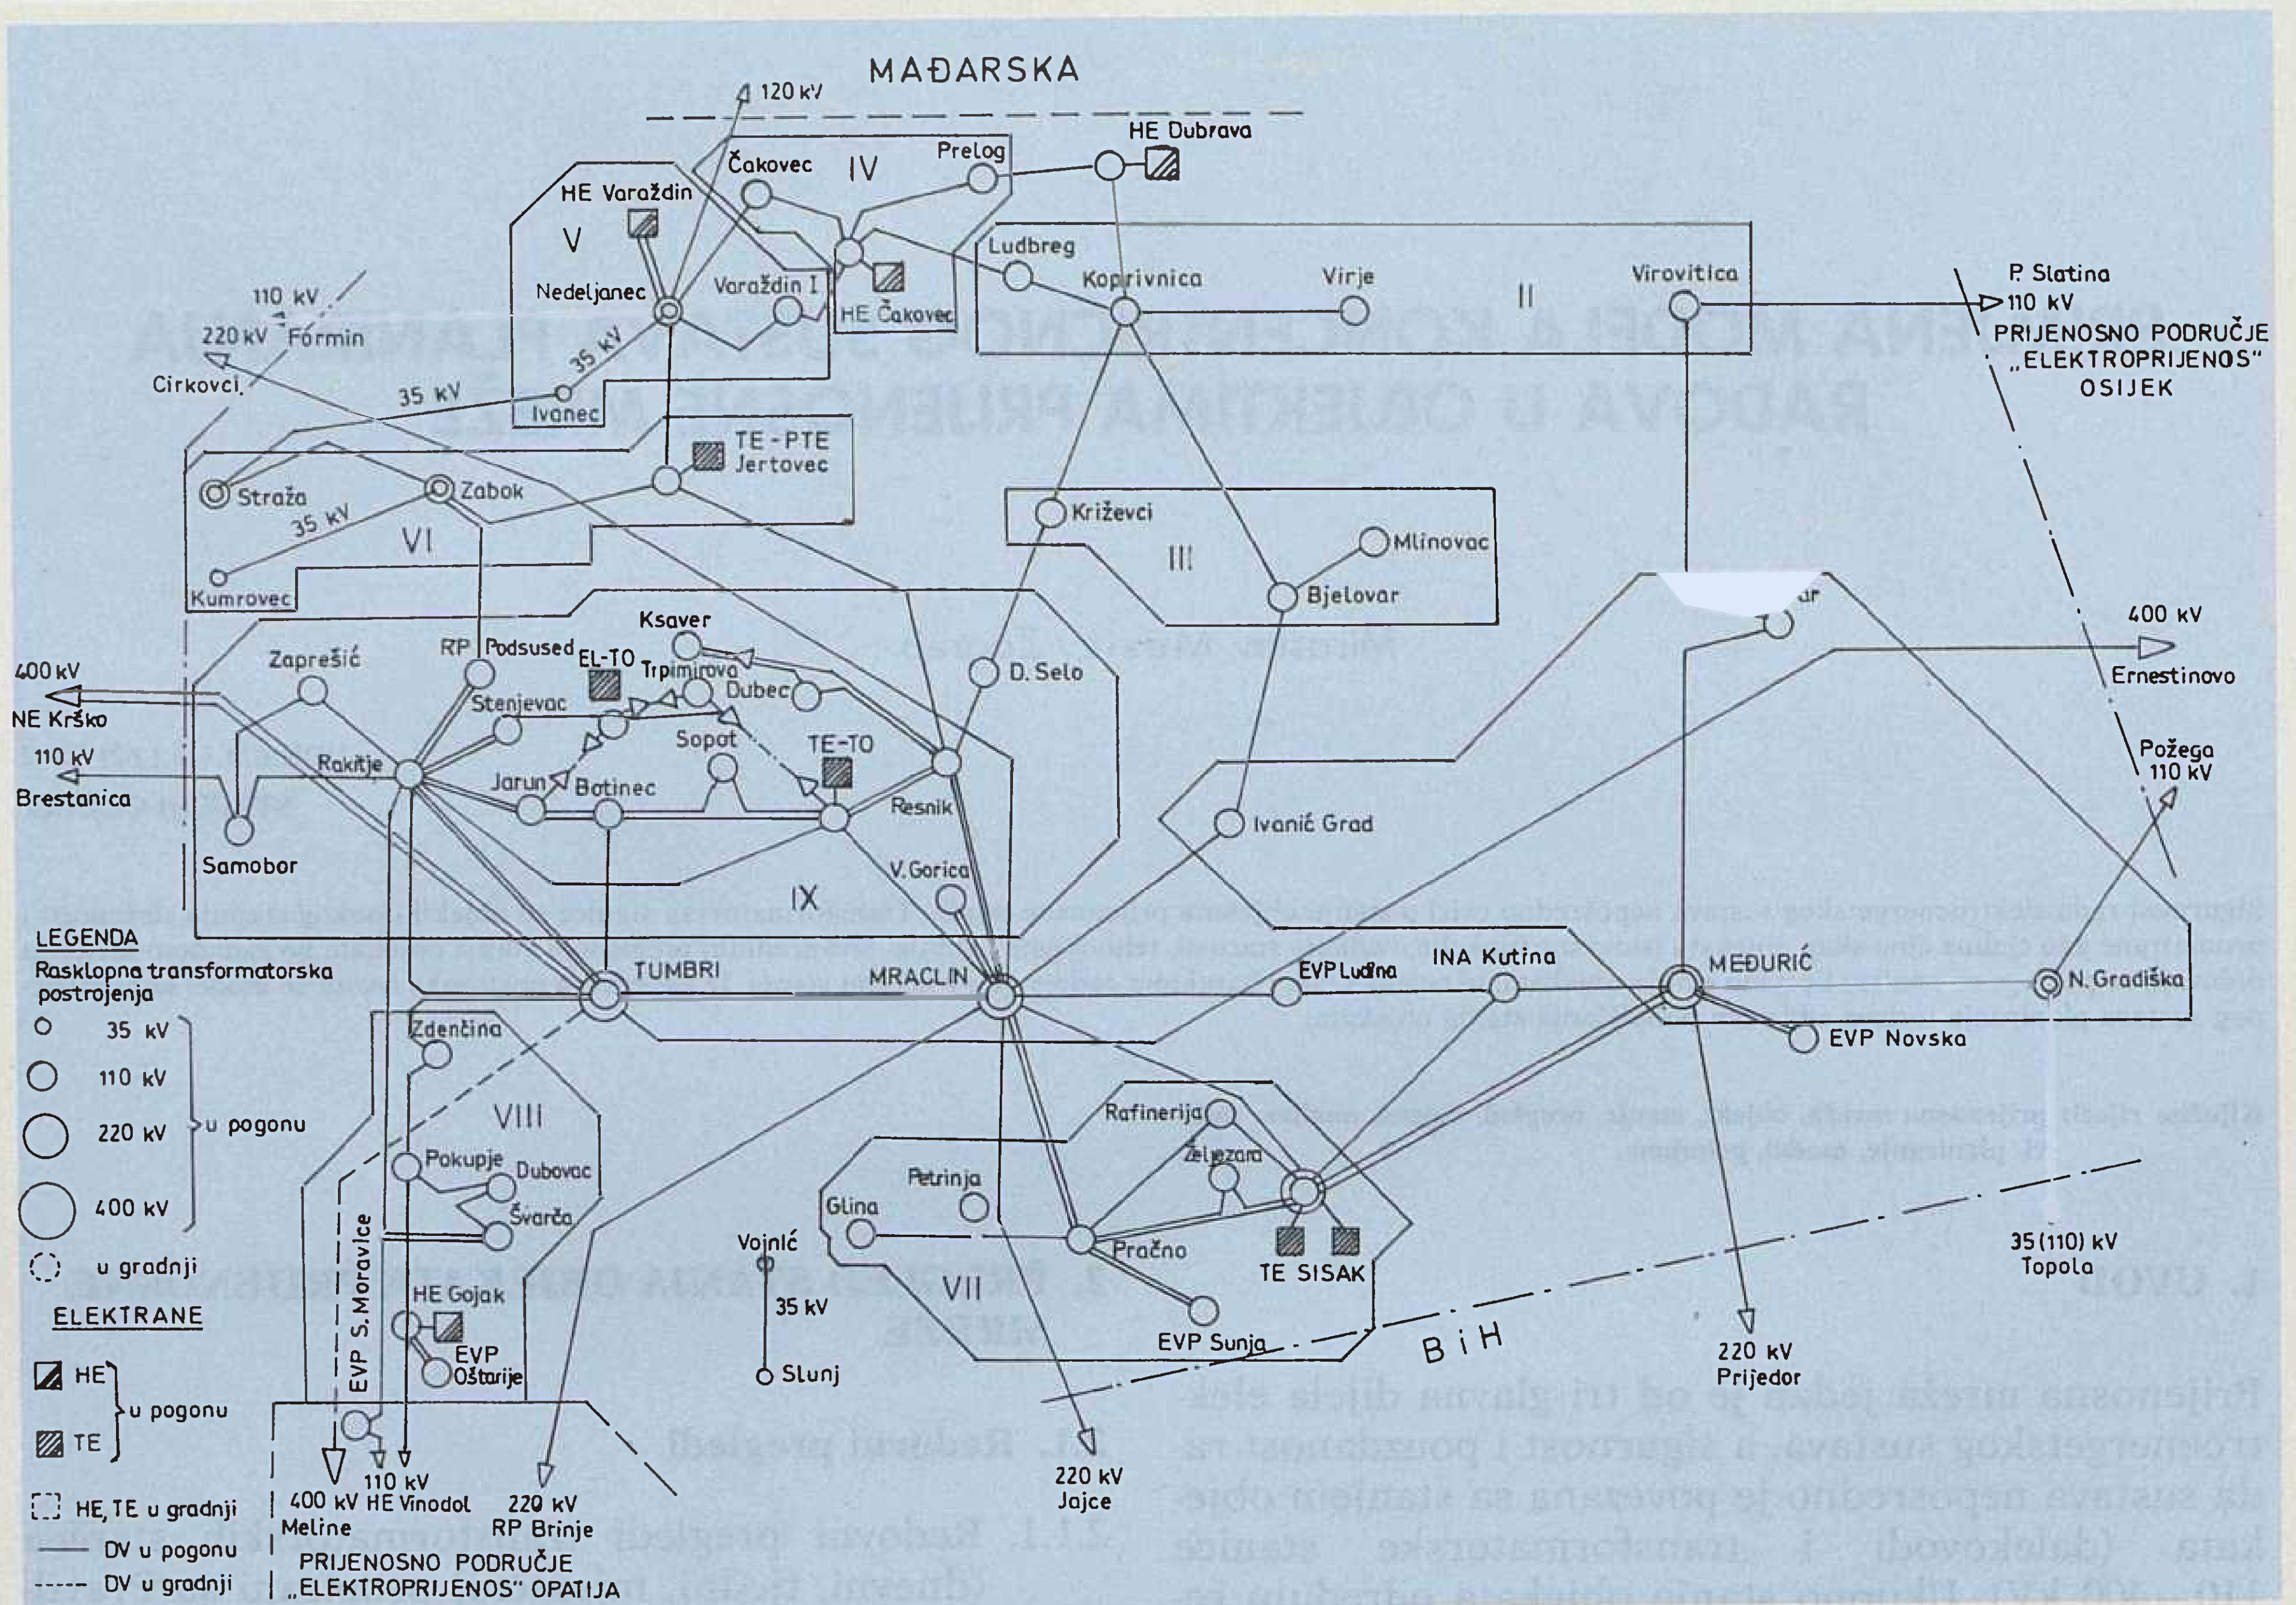 MAĐARSKA
120 kV
HE Dubrava
Prelog
IV
Čakovec
HE Varaždin
V
Nedeljanec
Varaždin I
HE Čakovec
Ludbreg
Koprivnica
Virje
II
Virovitica
P. Slatina
110 kV
PRIJENOSNO PODRUČJE
„ELEKTROPRIJENOS"
OSIJEK
110 kV
Formin
220 kV
Cirkovci
35 kV
35 kV
Ivanec
TE-PTE
Jertovec
Straža
Zabok
35 kV
VI
Kumrovec
Križevci
III
Mlinovac
Bjelovar
400 kV
Ernestinovo
Požega
110 kV
Ksaver
Zaprešić
RP Podsused
EL-TO
Trpimirova
Dubec
D. Selo
400 kV
NE Krško
Stenjevac
Sopot
TE-TO
110 kV
Brestanica
Rakitje
Jarun
Botinec
Resnik
Samobor
V. Gorica
IX
Ivanić Grad
TUMBRI
MRACLIN
EVP Ludina
INA Kutina
MEĐURIĆ
N. Gradiška
EVP Novska
LEGENDA
Rasklopna transformatorska
postrojenja
35 kV
110 kV
220 kV
400 kV
u pogonu
u gradnji
ELEKTRANE
HE
TE
u pogonu
HE, TE u gradnji
DV u pogonu
DV u gradnji
Zdenčina
VIII
Pokupje
Dubovac
Švarča
HE Gojak
EVP
Oštarije
EVP S. Moravice
400 kV
Meline
110 kV
HE Vinodol
220 kV
RP Brinje
PRIJENOSNO PODRUČJE
„ELEKTROPRIJENOS" OPATIJA
Vojnić
35 kV
Slunj
Rafinerija
Željezara
Petrinja
Glina
Pračno
TE SISAK
VII
EVP Sunja
BiH
220 kV
Jajce
220 kV
Prijedor
35 (110) kV
Topola